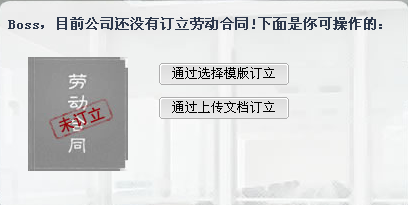 Boss，目前公司还没有订立劳动合同!下面是你可操作的：
通过选择模版订立
通过上传文档订立
劳动合同
未订立